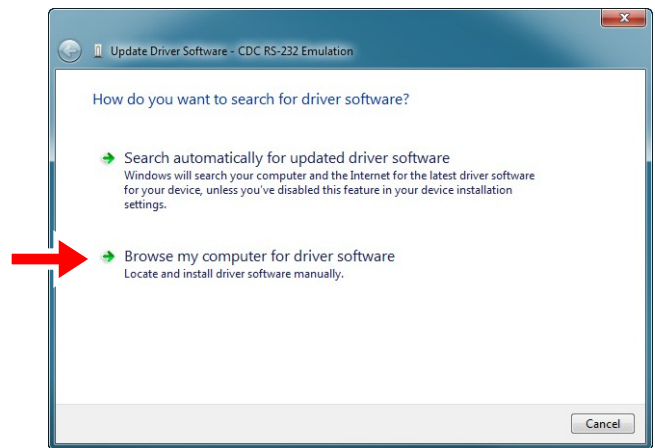 Update Driver Software - CDC RS-232 Emulation
How do you want to search for driver software?
Search automatically for updated driver software
Windows will search your computer and the Internet for the latest driver software
for your device, unless you've disabled this feature in your device installation
settings.
Browse my computer for driver software
Locate and install driver software manually.
Cancel